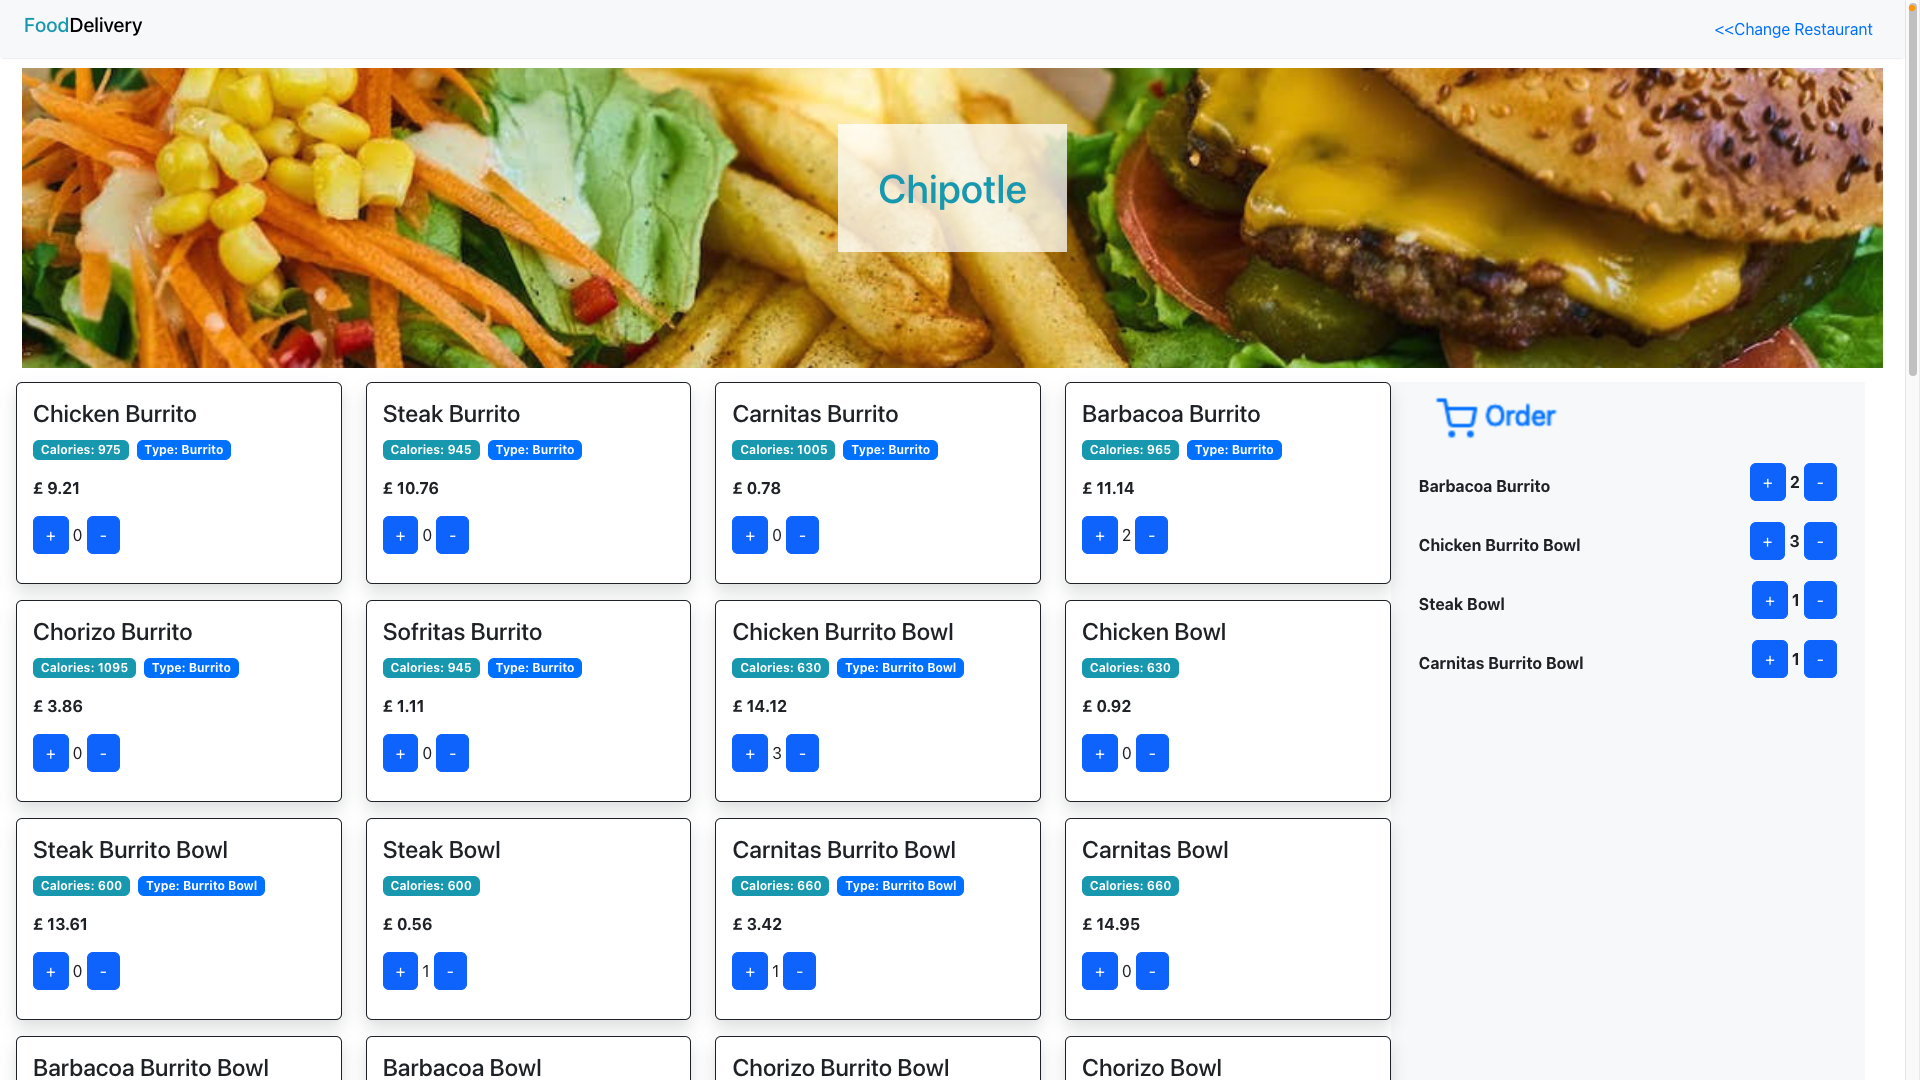 FoodDelivery
<<Change Restaurant
Chipotle
Chicken Burrito
Calories: 975 Type: Burrito
£ 9.21
+ 0 -
Steak Burrito
Calories: 945 Type: Burrito
£ 10.76
+ 0 -
Carnitas Burrito
Calories: 1005 Type: Burrito
£ 0.78
+ 0 -
Barbacoa Burrito
Calories: 965 Type: Burrito
£ 11.14
+ 2 -
Chorizo Burrito
Calories: 1095 Type: Burrito
£ 3.86
+ 0 -
Sofritas Burrito
Calories: 945 Type: Burrito
£ 1.11
+ 0 -
Chicken Burrito Bowl
Calories: 630 Type: Burrito Bowl
£ 14.12
+ 3 -
Chicken Bowl
Calories: 630
£ 0.92
+ 0 -
Steak Burrito Bowl
Calories: 600 Type: Burrito Bowl
£ 13.61
+ 0 -
Steak Bowl
Calories: 600
£ 0.56
+ 1 -
Carnitas Burrito Bowl
Calories: 660 Type: Burrito Bowl
£ 3.42
+ 1 -
Carnitas Bowl
Calories: 660
£ 14.95
+ 0 -
Barbacoa Burrito Bowl
Barbacoa Bowl
Chorizo Burrito Bowl
Chorizo Bowl
Order
Barbacoa Burrito + 2 -
Chicken Burrito Bowl + 3 -
Steak Bowl + 1 -
Carnitas Burrito Bowl + 1 -